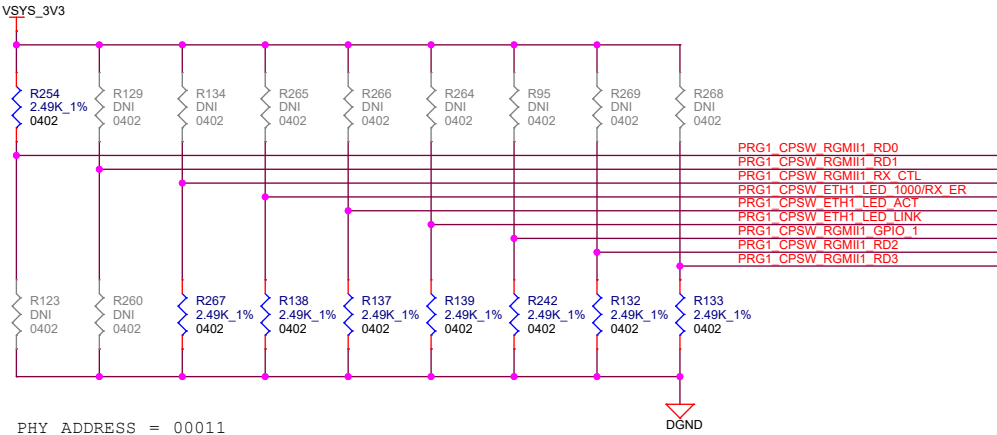 VSYS_3V3
R254
2.49K_1%
0402
R129
DNI
0402
R134
DNI
0402
R265
DNI
0402
R266
DNI
0402
R264
DNI
0402
R95
DNI
0402
R269
DNI
0402
R268
DNI
0402
PRG1_CPSW_RGMII1_RD0
PRG1_CPSW_RGMII1_RD1
PRG1_CPSW_RGMII1_RX_CTL
PRG1_CPSW_ETH1_LED_1000/RX_ER
PRG1_CPSW_ETH1_LED_ACT
PRG1_CPSW_ETH1_LED_LINK
PRG1_CPSW_RGMII1_GPIO_1
PRG1_CPSW_RGMII1_RD2
PRG1_CPSW_RGMII1_RD3
R123
DNI
0402
R260
DNI
0402
R267
2.49K_1%
0402
R138
2.49K_1%
0402
R137
2.49K_1%
0402
R139
2.49K_1%
0402
R242
2.49K_1%
0402
R132
2.49K_1%
0402
R133
2.49K_1%
0402
DGND
PHY ADDRESS = 00011